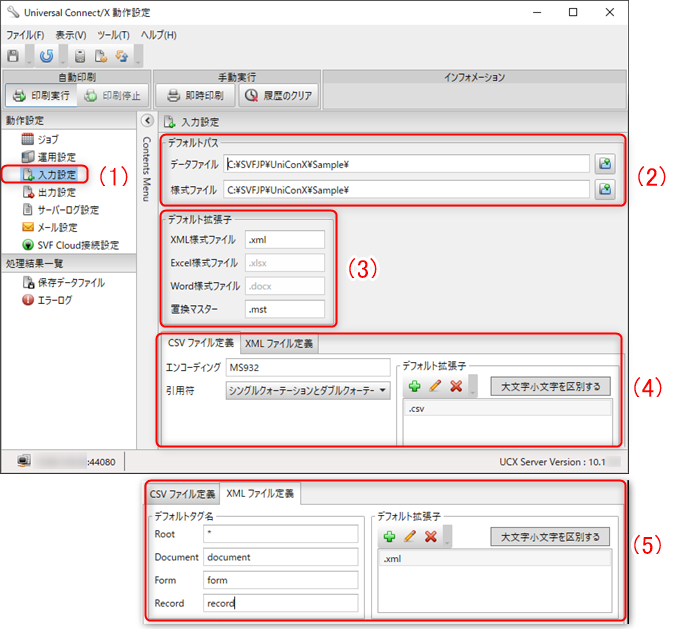 Universal Connect/X 動作設定
ファイル(F) 表示(V) ツール(T) ヘルプ(H)
自動印刷 手動実行 インフォメーション
印刷実行 印刷停止 即時印刷 履歴のクリア
動作設定
ジョブ
運用設定
入力設定
出力設定
サーバーログ設定
メール設定
SVF Cloud接続設定
処理結果一覧
保存データファイル
エラーログ
(1)
Contents Menu
入力設定
デフォルトパス
データファイル C:¥SVFJP¥UniConX¥Sample¥
様式ファイル C:¥SVFJP¥UniConX¥Sample¥
(2)
デフォルト拡張子
XML様式ファイル .xml
Excel様式ファイル .xlsx
Word様式ファイル .docx
置換マスター .mst
(3)
CSV ファイル定義 XML ファイル定義
エンコーディング MS932
引用符 シングルクォーテーションとダブルクォーテー
デフォルト拡張子
大文字小文字を区別する
.csv
(4)
:44080
UCX Server Version : 10.1
CSV ファイル定義 XML ファイル定義
デフォルトタグ名
Root *
Document document
Form form
Record record
デフォルト拡張子
大文字小文字を区別する
.xml
(5)